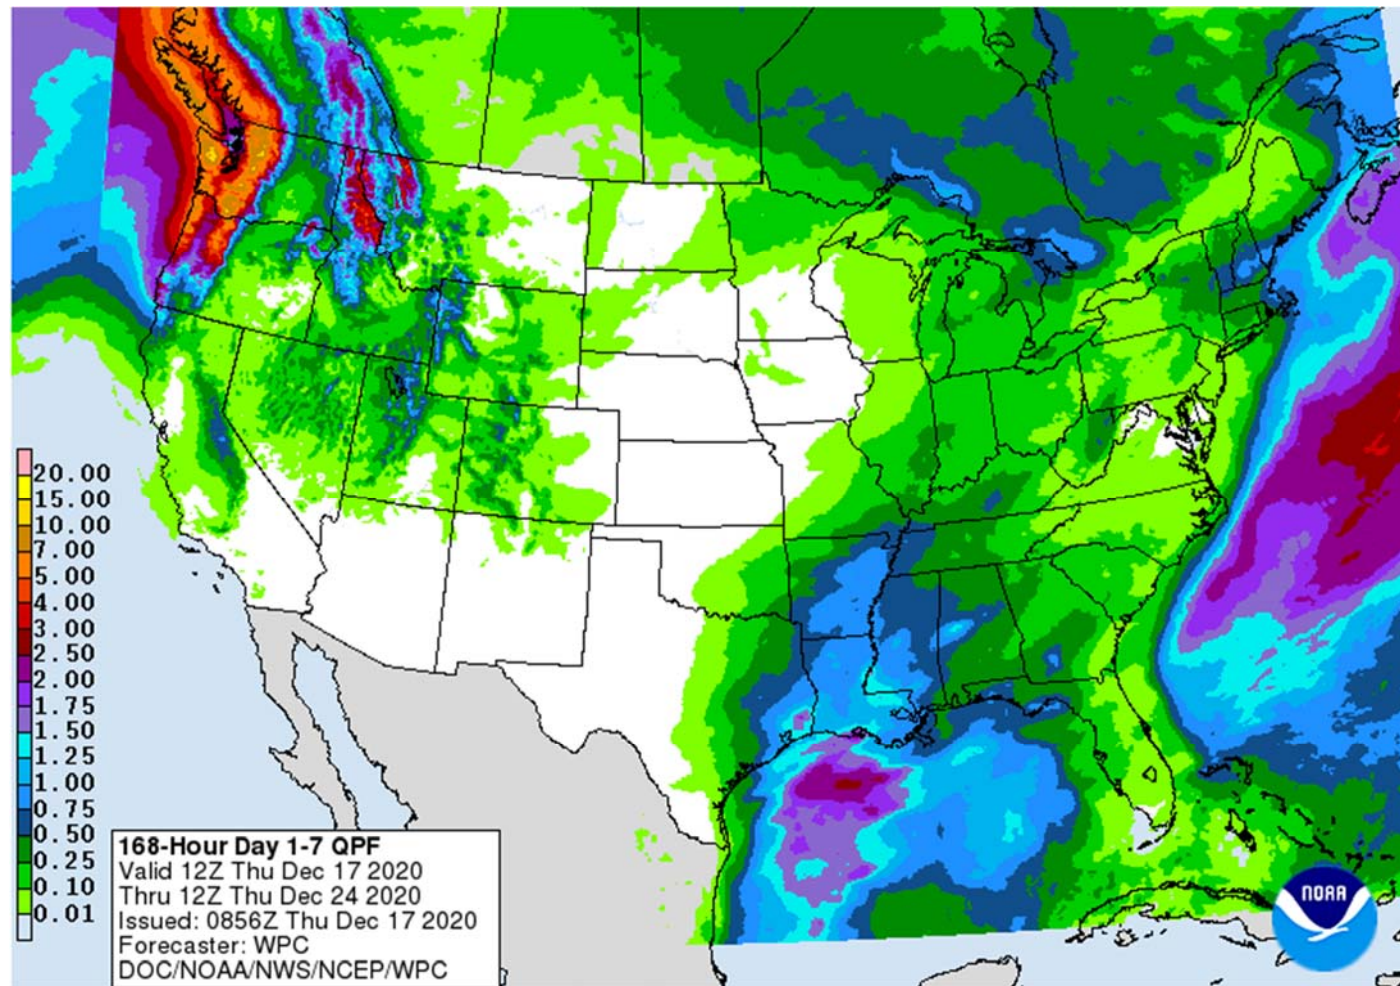 20.00
15.00
10.00
7.00
5.00
4.00
3.00
2.50
2.00
1.75
1.50
1.25
1.00
0.75
0.50
0.25
0.10
0.01
168-Hour Day 1-7 QPF
Valid 12Z Thu Dec 17 2020
Thru 12Z Thu Dec 24 2020
Issued: 0856Z Thu Dec 17 2020
Forecaster: WPC
DOC/NOAA/NWS/NCEP/WPC
NOAA